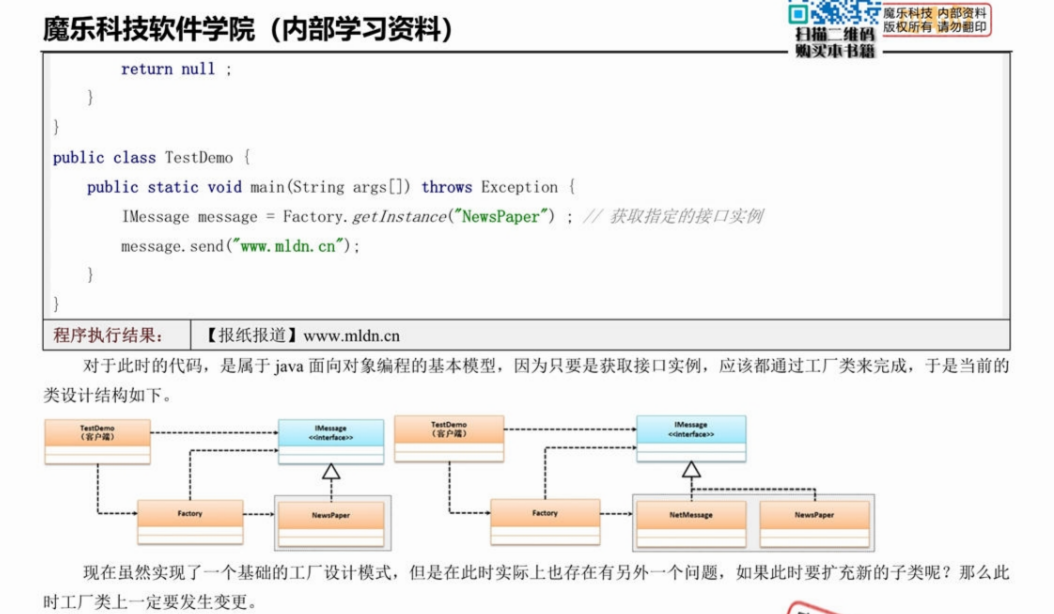 魔乐科技软件学院（内部学习资料）
扫描二维码
购买本书籍
魔乐科技 内部资料
版权所有 请勿翻印
return null ;
}
}
public class TestDemo {
public static void main(String args[]) throws Exception {
IMessage message = Factory.getInstance("NewsPaper") ; // 获取指定的接口实例
message.send("www.mldn.cn");
}
}
程序执行结果： 【报纸报道】www.mldn.cn
对于此时的代码，是属于 java 面向对象编程的基本模型，因为只要是获取接口实例，应该都通过工厂类来完成，于是当前的
类设计结构如下。
TestDemo
（客户端）
IMessage
<<interface>>
Factory
NewsPaper
TestDemo
（客户端）
IMessage
<<interface>>
Factory
NetMessage
NewsPaper
现在虽然实现了一个基础的工厂设计模式，但是在此时实际上也存在有另外一个问题，如果此时要扩充新的子类呢？那么此
时工厂类上一定要发生变更。